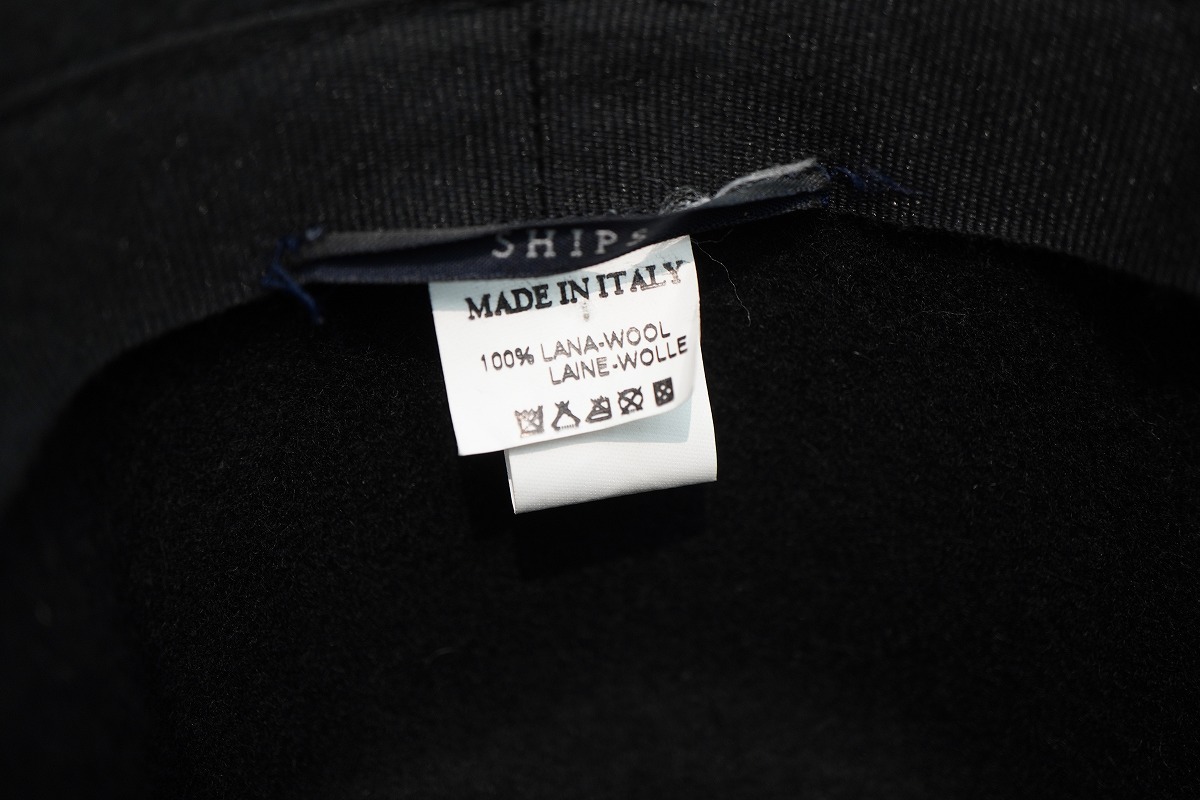 SHIPS
MADE IN ITALY
100% LANA-WOOL
LAINE-WOLLE